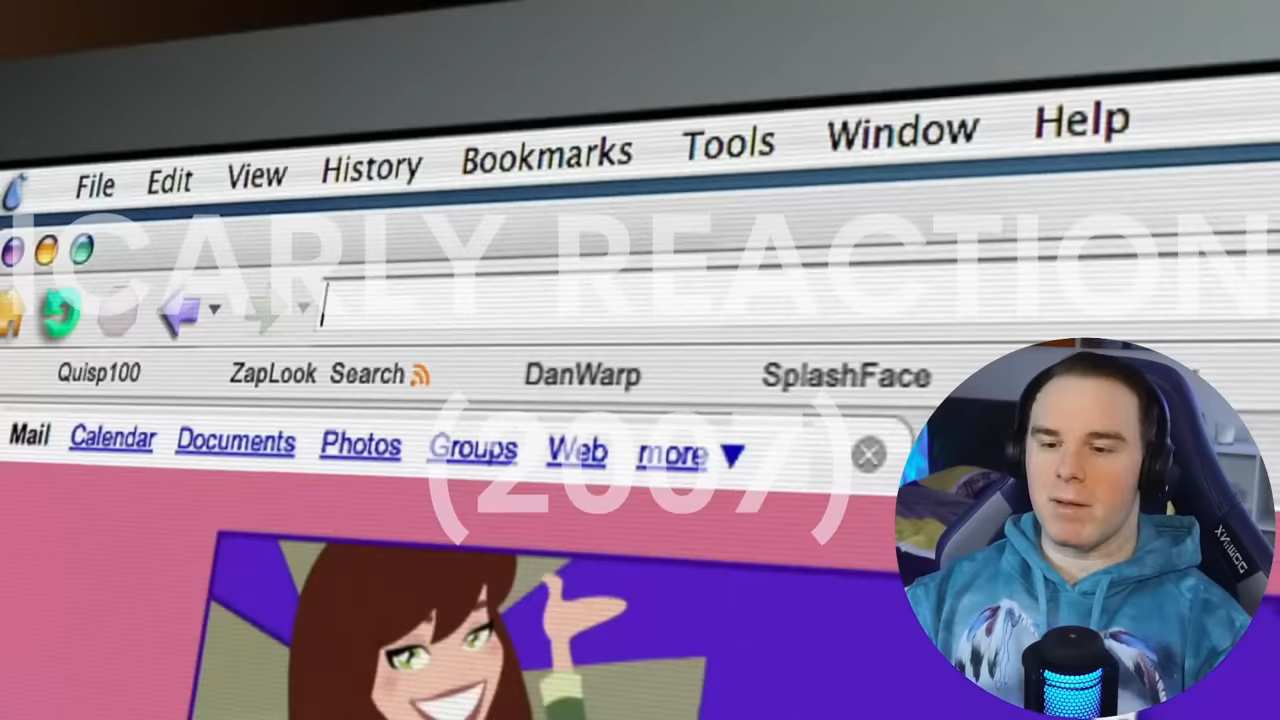 File Edit View History Bookmarks Tools Window Help
ICARLY REACTION
Quisp100 ZapLook Search DanWarp SplashFace
(2007)
Mail Calendar Documents Photos Groups Web more